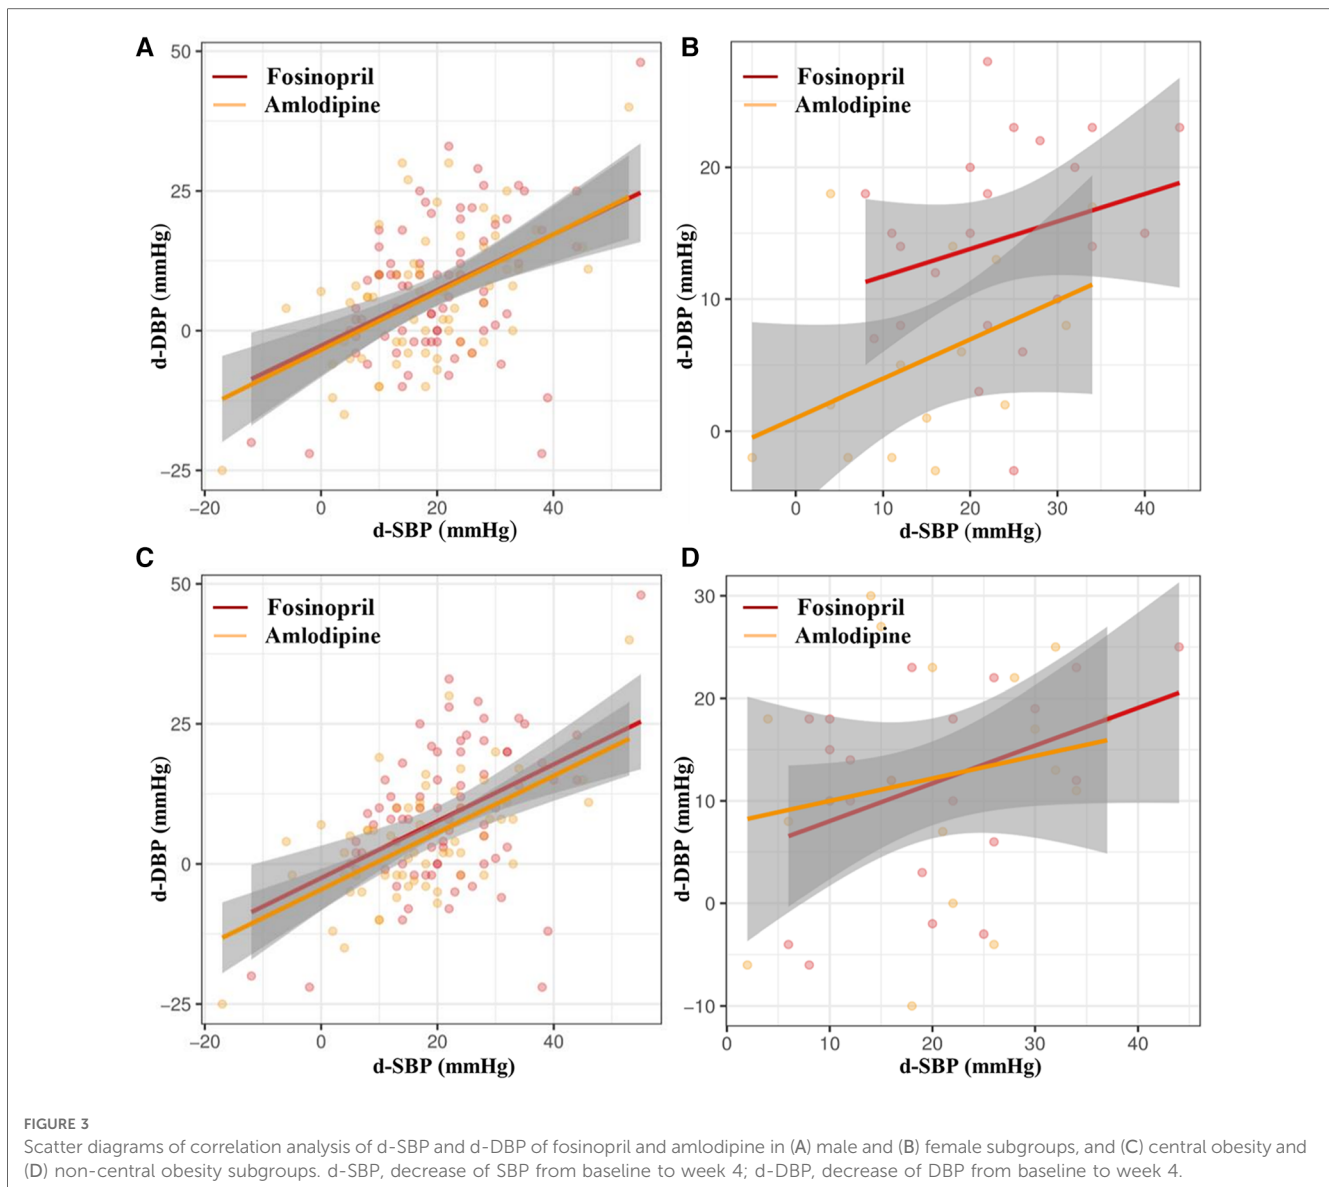 A
B
50
25
0
−25
Fosinopril
Amlodipine
d-DBP (mmHg)
−20
0
20
40
d-SBP (mmHg)
20
10
0
Fosinopril
Amlodipine
d-DBP (mmHg)
0
10
20
30
40
d-SBP (mmHg)
C
D
50
25
0
−25
Fosinopril
Amlodipine
d-DBP (mmHg)
−20
0
20
40
d-SBP (mmHg)
30
20
10
0
−10
Fosinopril
Amlodipine
d-DBP (mmHg)
0
10
20
30
40
d-SBP (mmHg)
FIGURE 3
Scatter diagrams of correlation analysis of d-SBP and d-DBP of fosinopril and amlodipine in (A) male and (B) female subgroups, and (C) central obesity and
(D) non-central obesity subgroups. d-SBP, decrease of SBP from baseline to week 4; d-DBP, decrease of DBP from baseline to week 4.